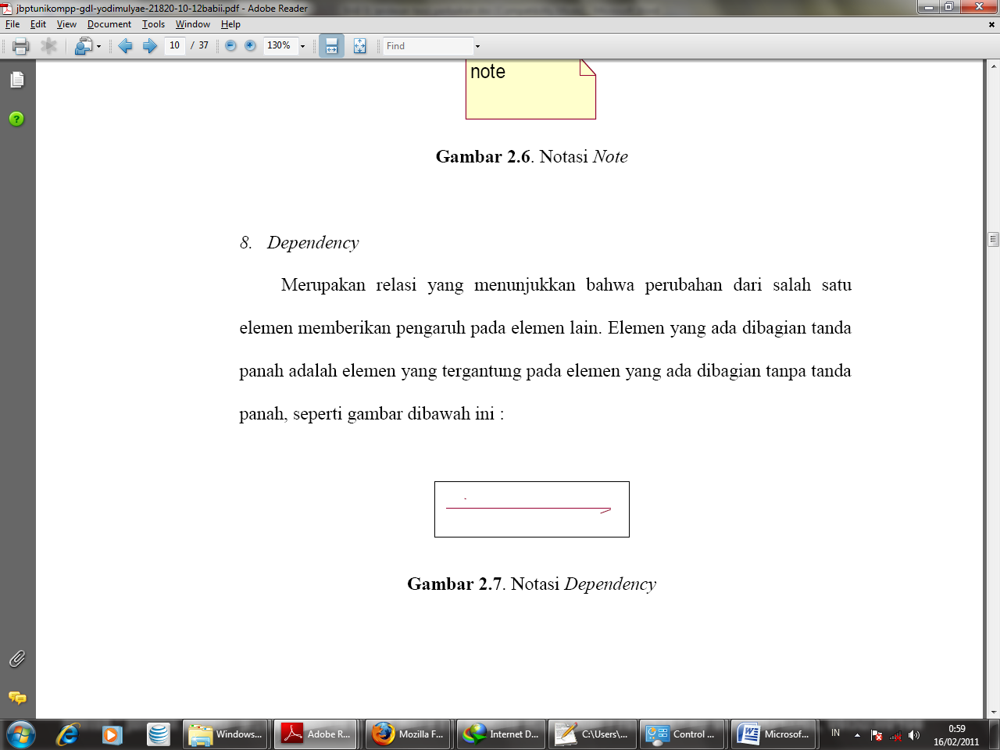 jbptunikompp-gdl-yodimulyae-21820-10-12babii.pdf - Adobe Reader
File Edit View Document Tools Window Help
10 / 37 130% Find
note
Gambar 2.6. Notasi Note
8. Dependency
Merupakan relasi yang menunjukkan bahwa perubahan dari salah satu
elemen memberikan pengaruh pada elemen lain. Elemen yang ada dibagian tanda
panah adalah elemen yang tergantung pada elemen yang ada dibagian tanpa tanda
panah, seperti gambar dibawah ini :
Gambar 2.7. Notasi Dependency
Windows... Adobe R... Mozilla F... Internet D... C:\Users\... Control ... Microsof... IN 0:59
16/02/2011